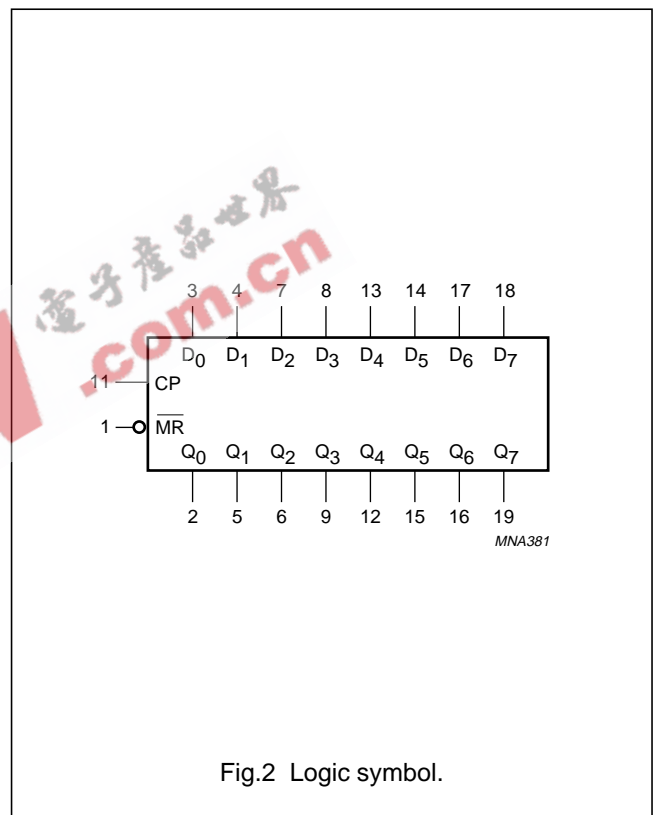 電子產品世界
.com.cn
3 4 7 8 13 14 17 18
D0 D1 D2 D3 D4 D5 D6 D7
11 CP
1 MR
Q0 Q1 Q2 Q3 Q4 Q5 Q6 Q7
2 5 6 9 12 15 16 19
MNA381
Fig.2 Logic symbol.